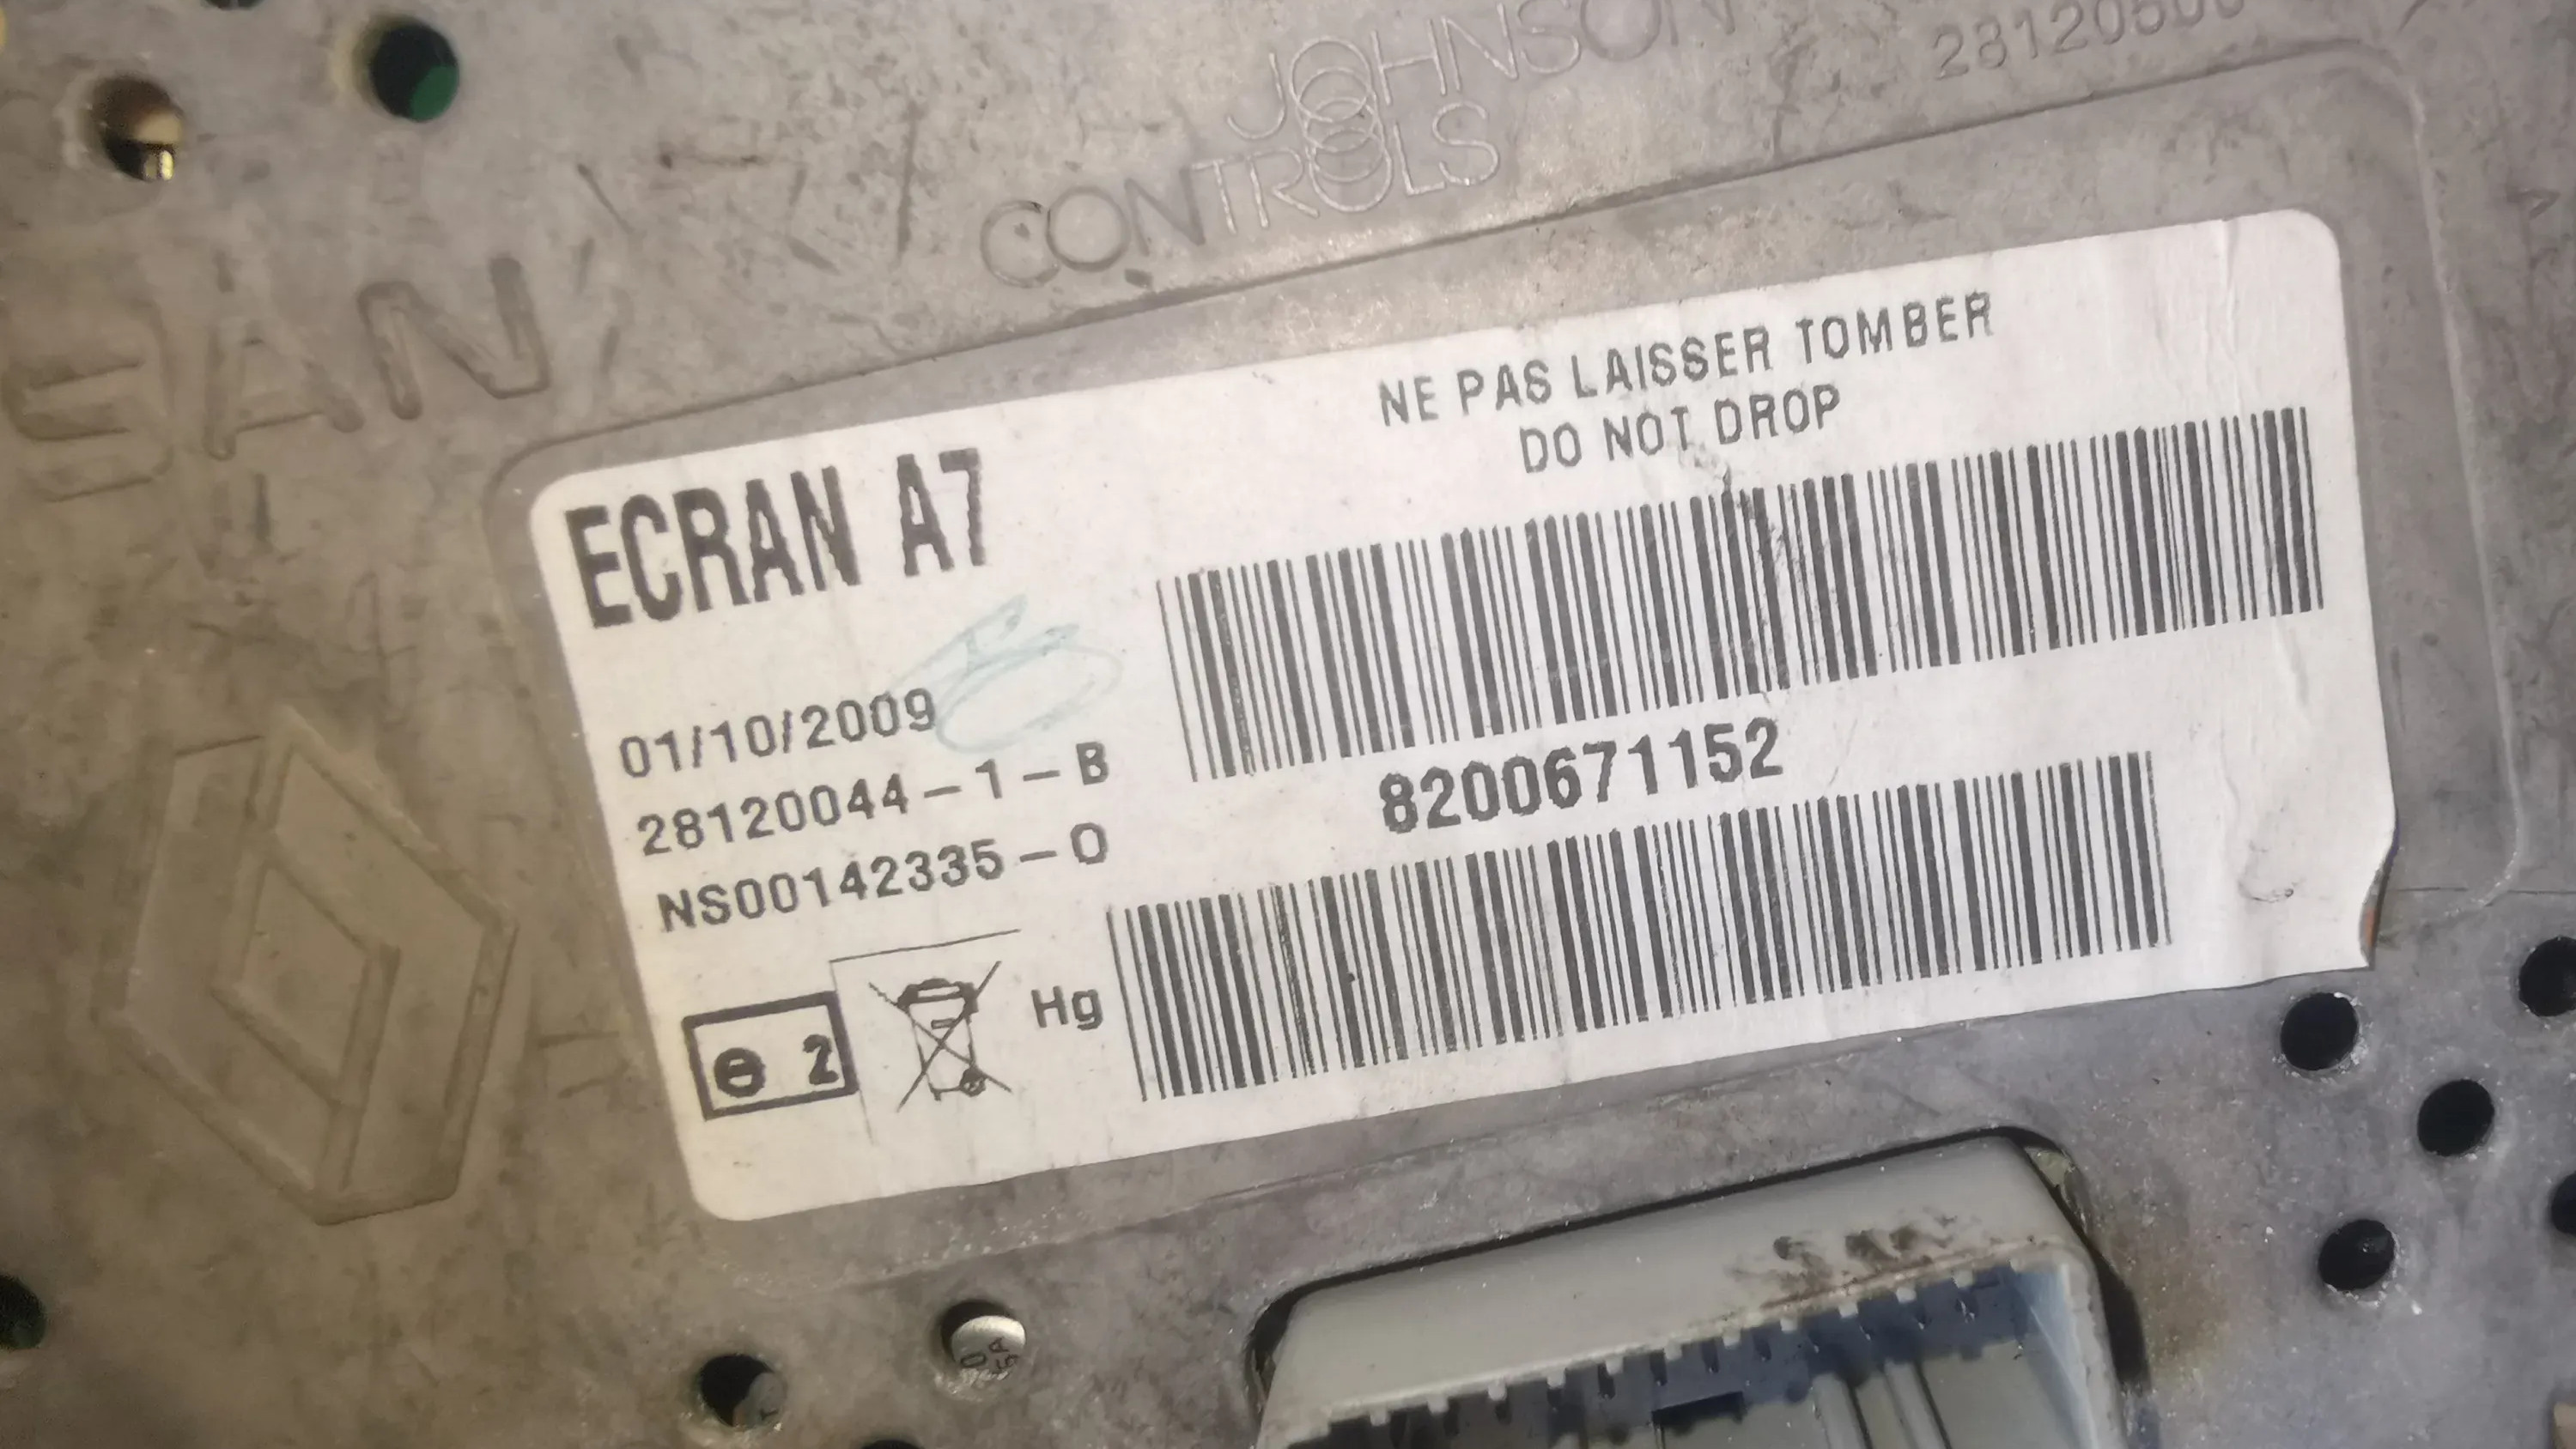 JOHNSON
CONTROLS
NE PAS LAISSER TOMBER
DO NOT DROP
ECRAN A7
01/10/2009
28120044-1-B
NS00142335-0
8200671152
e 2
Hg